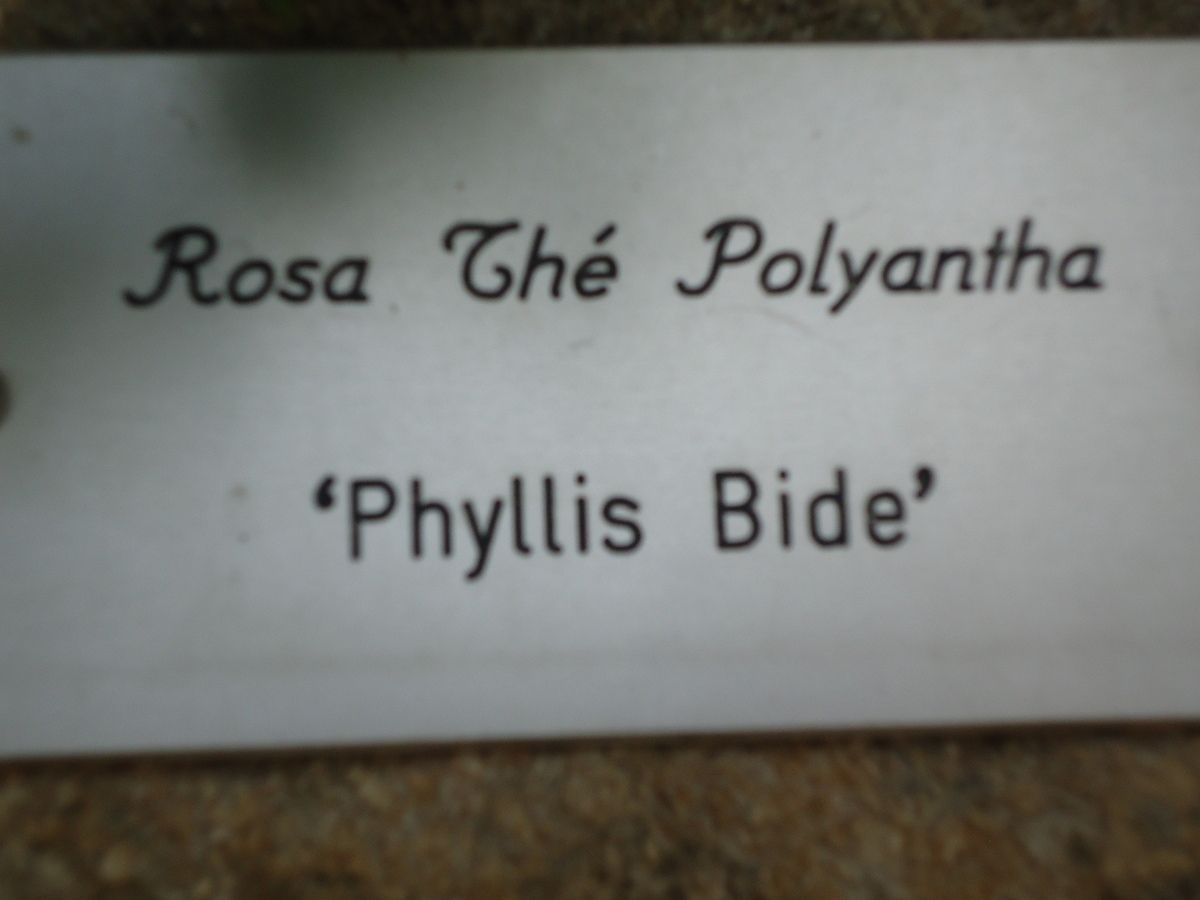 Rosa Thé Polyantha
‘Phyllis Bide’